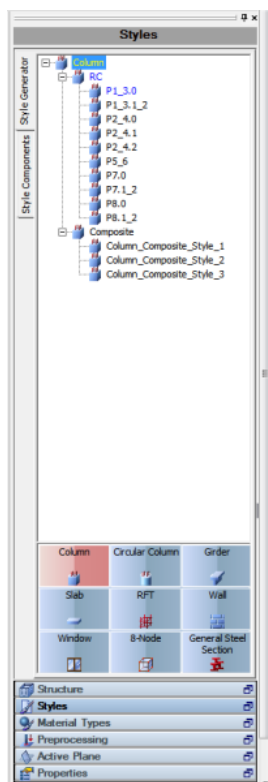 Styles
Style Generator
Style Components
Column
RC
P1_3.0
P1_3.1_2
P2_4.0
P2_4.1
P2_4.2
P5_6
P7.0
P7.1_2
P8.0
P8.1_2
Composite
Column_Composite_Style_1
Column_Composite_Style_2
Column_Composite_Style_3
Column Circular Column Girder
Slab RFT Wall
Window 8-Node General Steel
Section
Structure
Styles
Material Types
Preprocessing
Active Plane
Properties